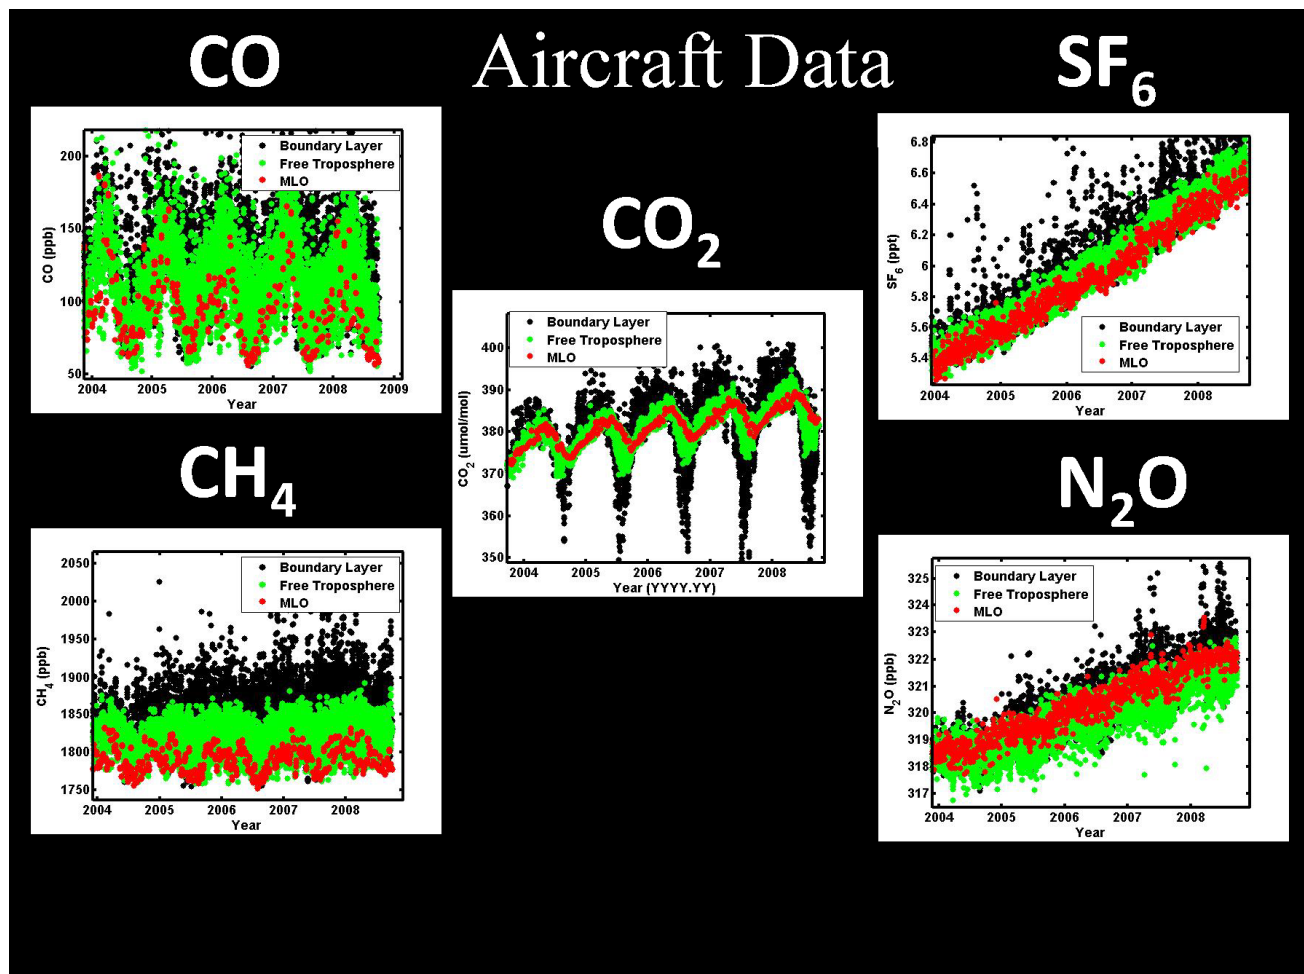 Aircraft Data
CO
200
150
100
50
CO (ppb)
2004 2005 2006 2007 2008 2009
Year
Boundary Layer
Free Troposphere
MLO
CH4
2050
2000
1950
1900
1850
1800
1750
CH4 (ppb)
2004 2005 2006 2007 2008
Year
Boundary Layer
Free Troposphere
MLO
CO2
400
390
380
370
360
350
CO2 (umol/mol)
2004 2005 2006 2007 2008
Year (YYYY.YY)
Boundary Layer
Free Troposphere
MLO
SF6
6.8
6.6
6.4
6.2
6
5.8
5.6
5.4
SF6 (ppt)
2004 2005 2006 2007 2008
Year
Boundary Layer
Free Troposphere
MLO
N2O
325
324
323
322
321
320
319
318
317
N2O (ppb)
2004 2005 2006 2007 2008
Year
Boundary Layer
Free Troposphere
MLO